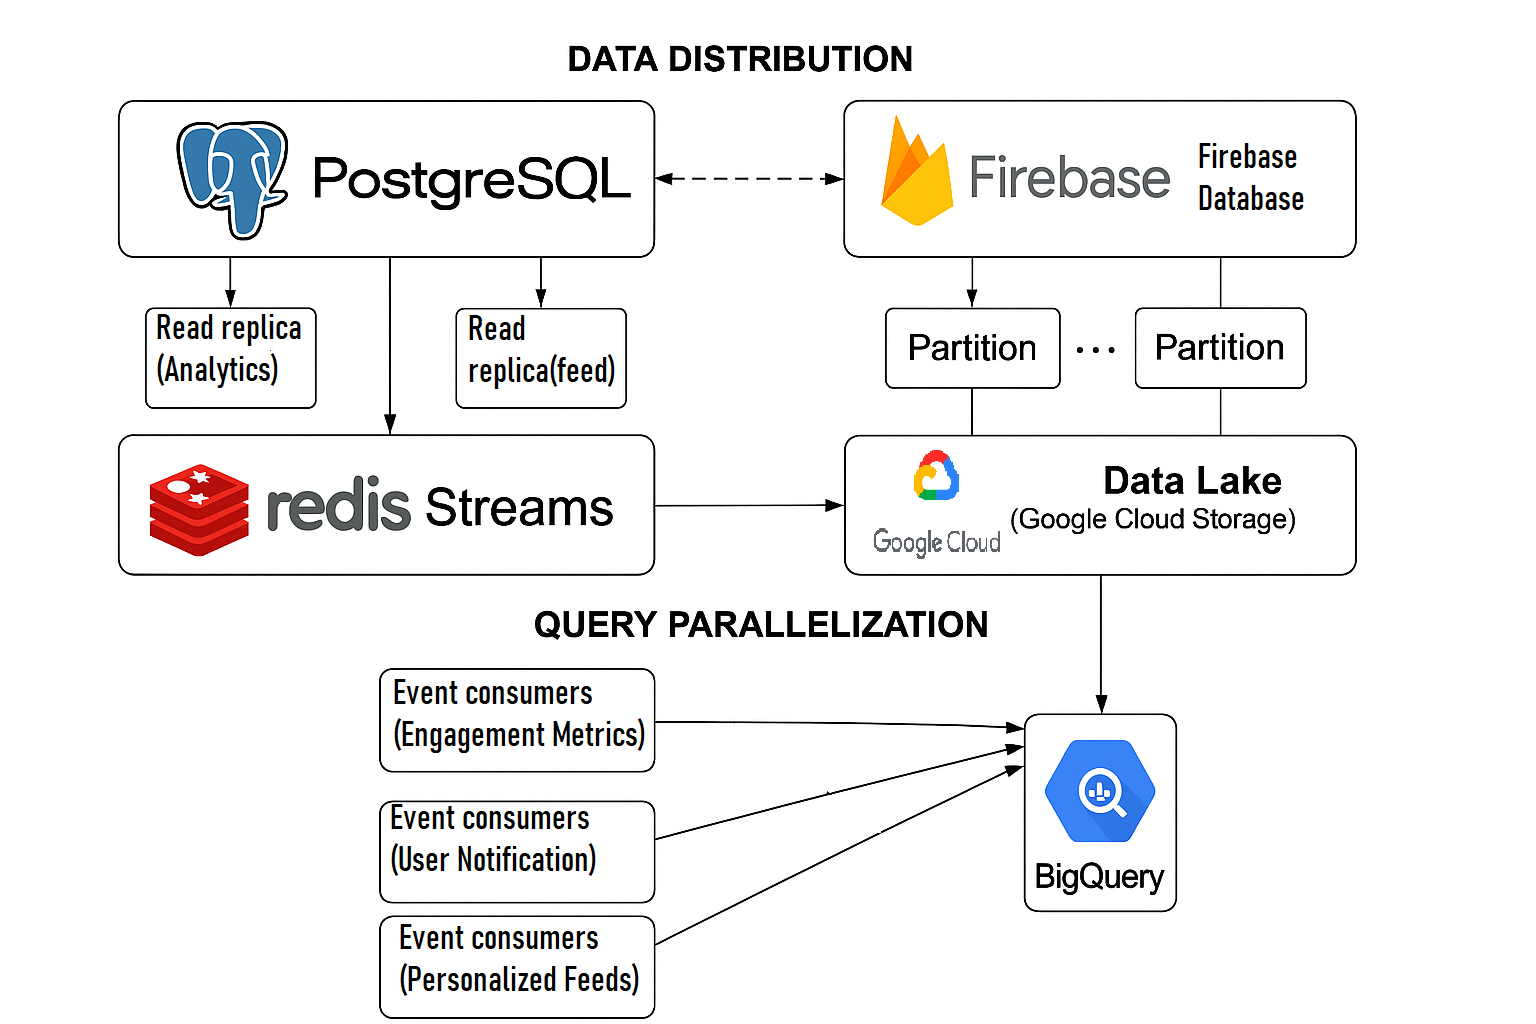 DATA DISTRIBUTION
PostgreSQL
Firebase
Firebase
Database
Read replica
(Analytics)
Read
replica(feed)
Partition
...
Partition
redis Streams
Google Cloud
Data Lake
(Google Cloud Storage)
QUERY PARALLELIZATION
Event consumers
(Engagement Metrics)
Event consumers
(User Notification)
Event consumers
(Personalized Feeds)
BigQuery